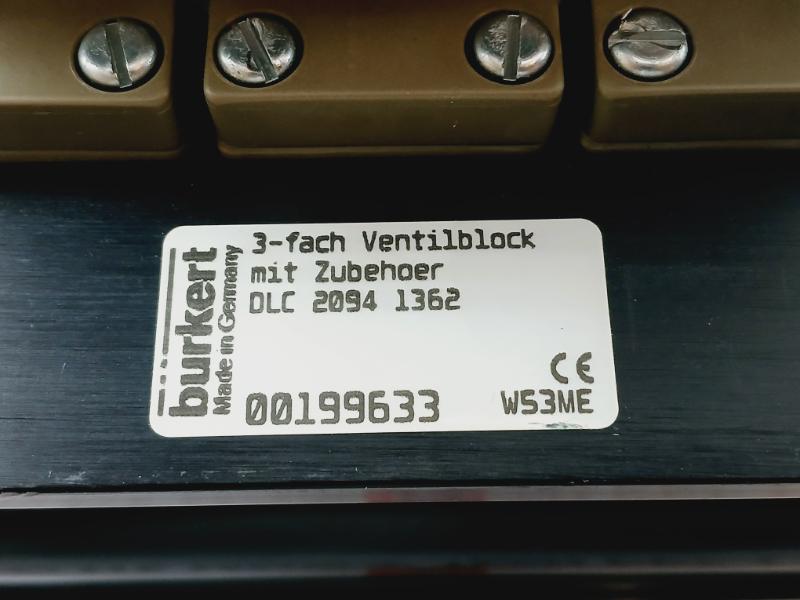 burkert
Made in Germany
3-fach Ventilblock
mit Zubehoer
DLC 2094 1362
00199633
CE
W53ME